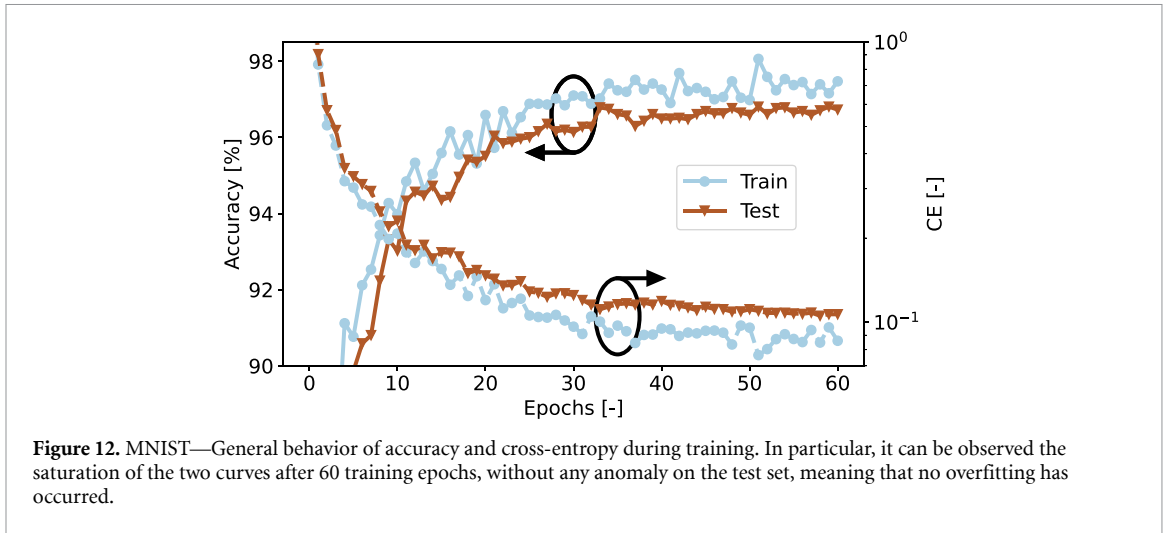 98
96
94
92
90
Accuracy [%]
10⁰
10⁻¹
CE [-]
Train
Test
0 10 20 30 40 50 60
Epochs [-]
Figure 12. MNIST—General behavior of accuracy and cross-entropy during training. In particular, it can be observed the
saturation of the two curves after 60 training epochs, without any anomaly on the test set, meaning that no overfitting has
occurred.